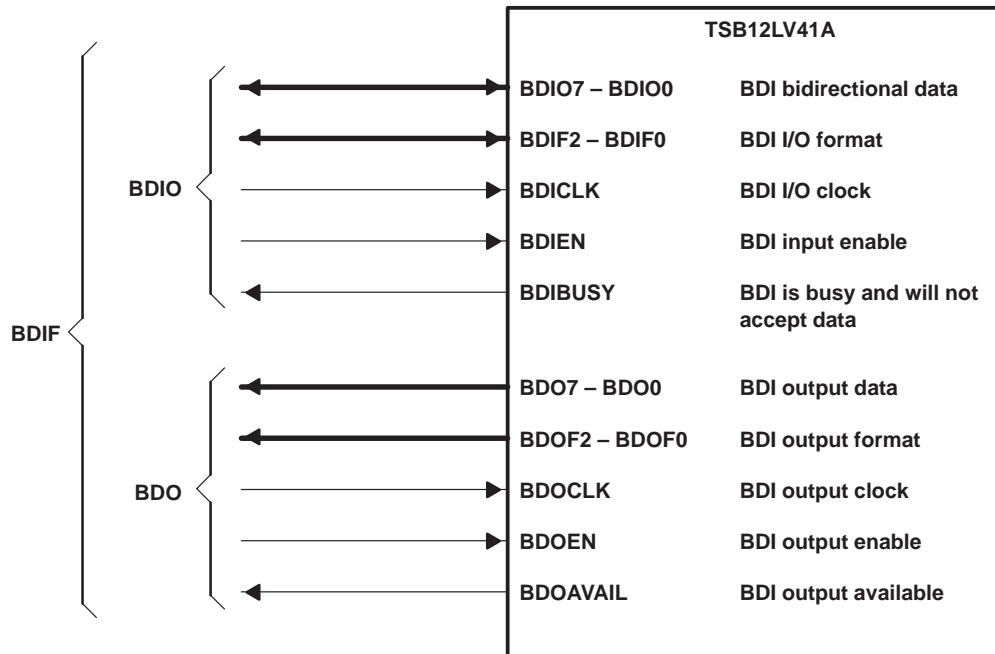 TSB12LV41A
BDIO7 – BDIO0 BDI bidirectional data
BDIF2 – BDIF0 BDI I/O format
BDIO
BDICLK BDI I/O clock
BDIEN BDI input enable
BDIBUSY BDI is busy and will not
accept data
BDIF
BDO7 – BDO0 BDI output data
BDOF2 – BDOF0 BDI output format
BDO
BDOCLK BDI output clock
BDOEN BDI output enable
BDOAVAIL BDI output available